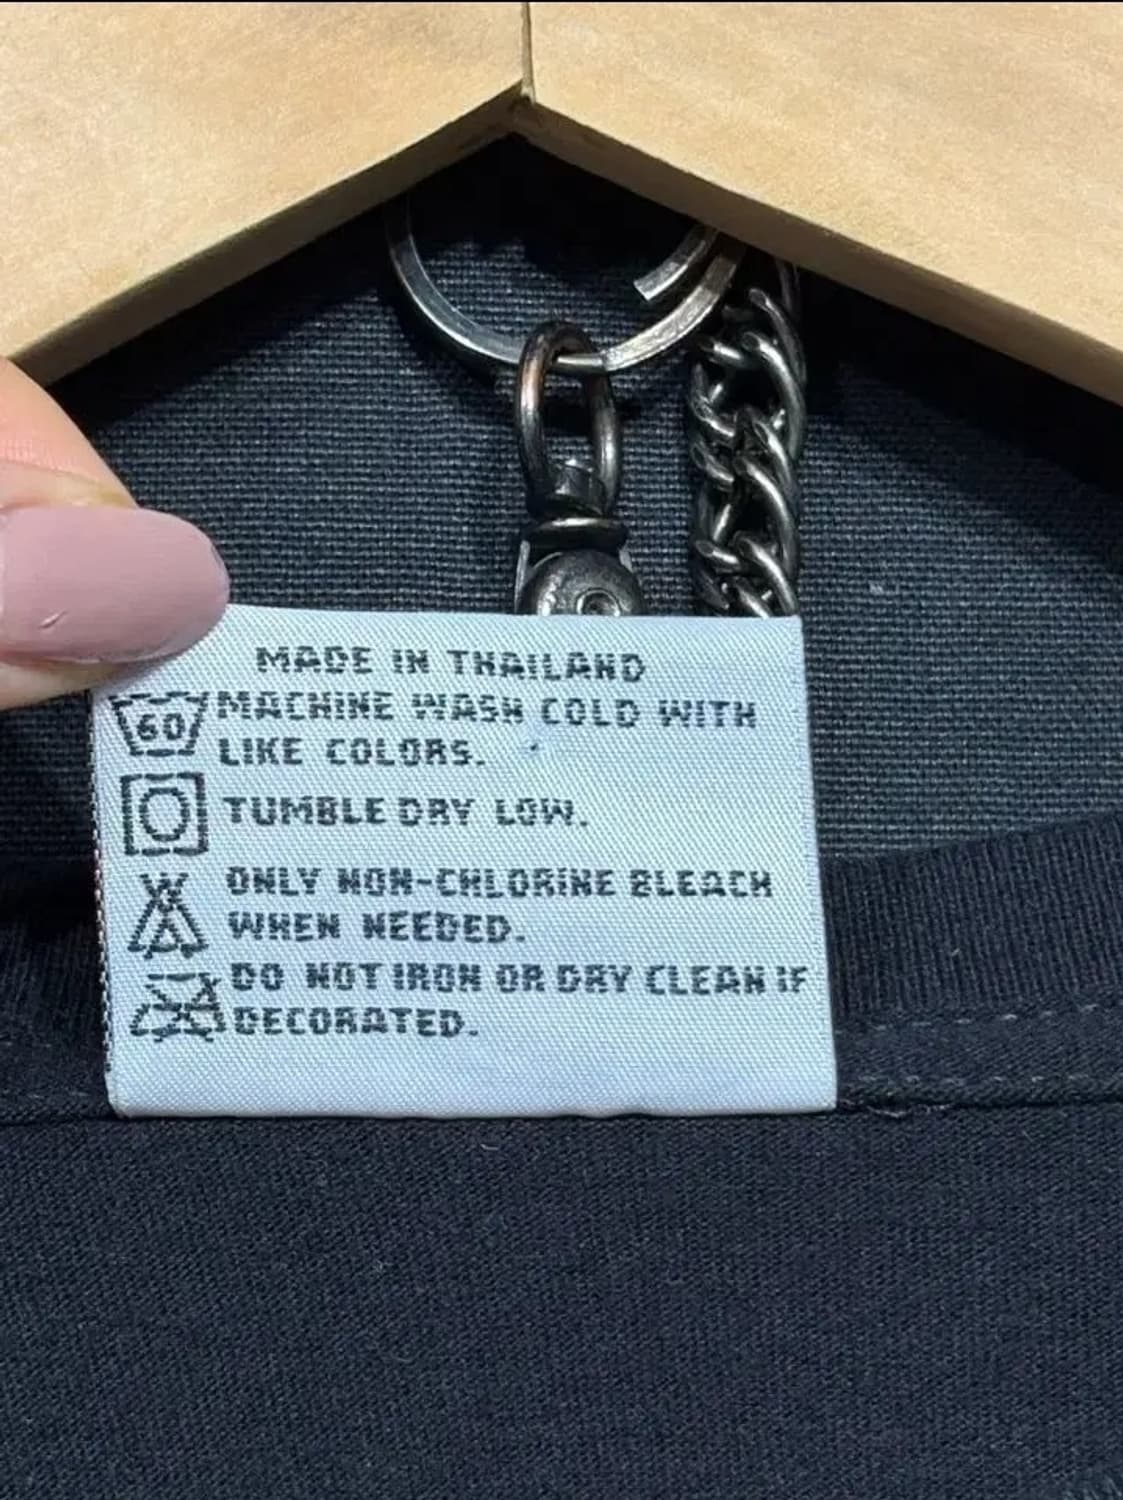 MADE IN THAILAND
60 MACHINE WASH COLD WITH
LIKE COLORS.
TUMBLE DRY LOW.
ONLY NON-CHLORINE BLEACH
WHEN NEEDED.
DO NOT IRON OR DRY CLEAN IF
DECORATED.